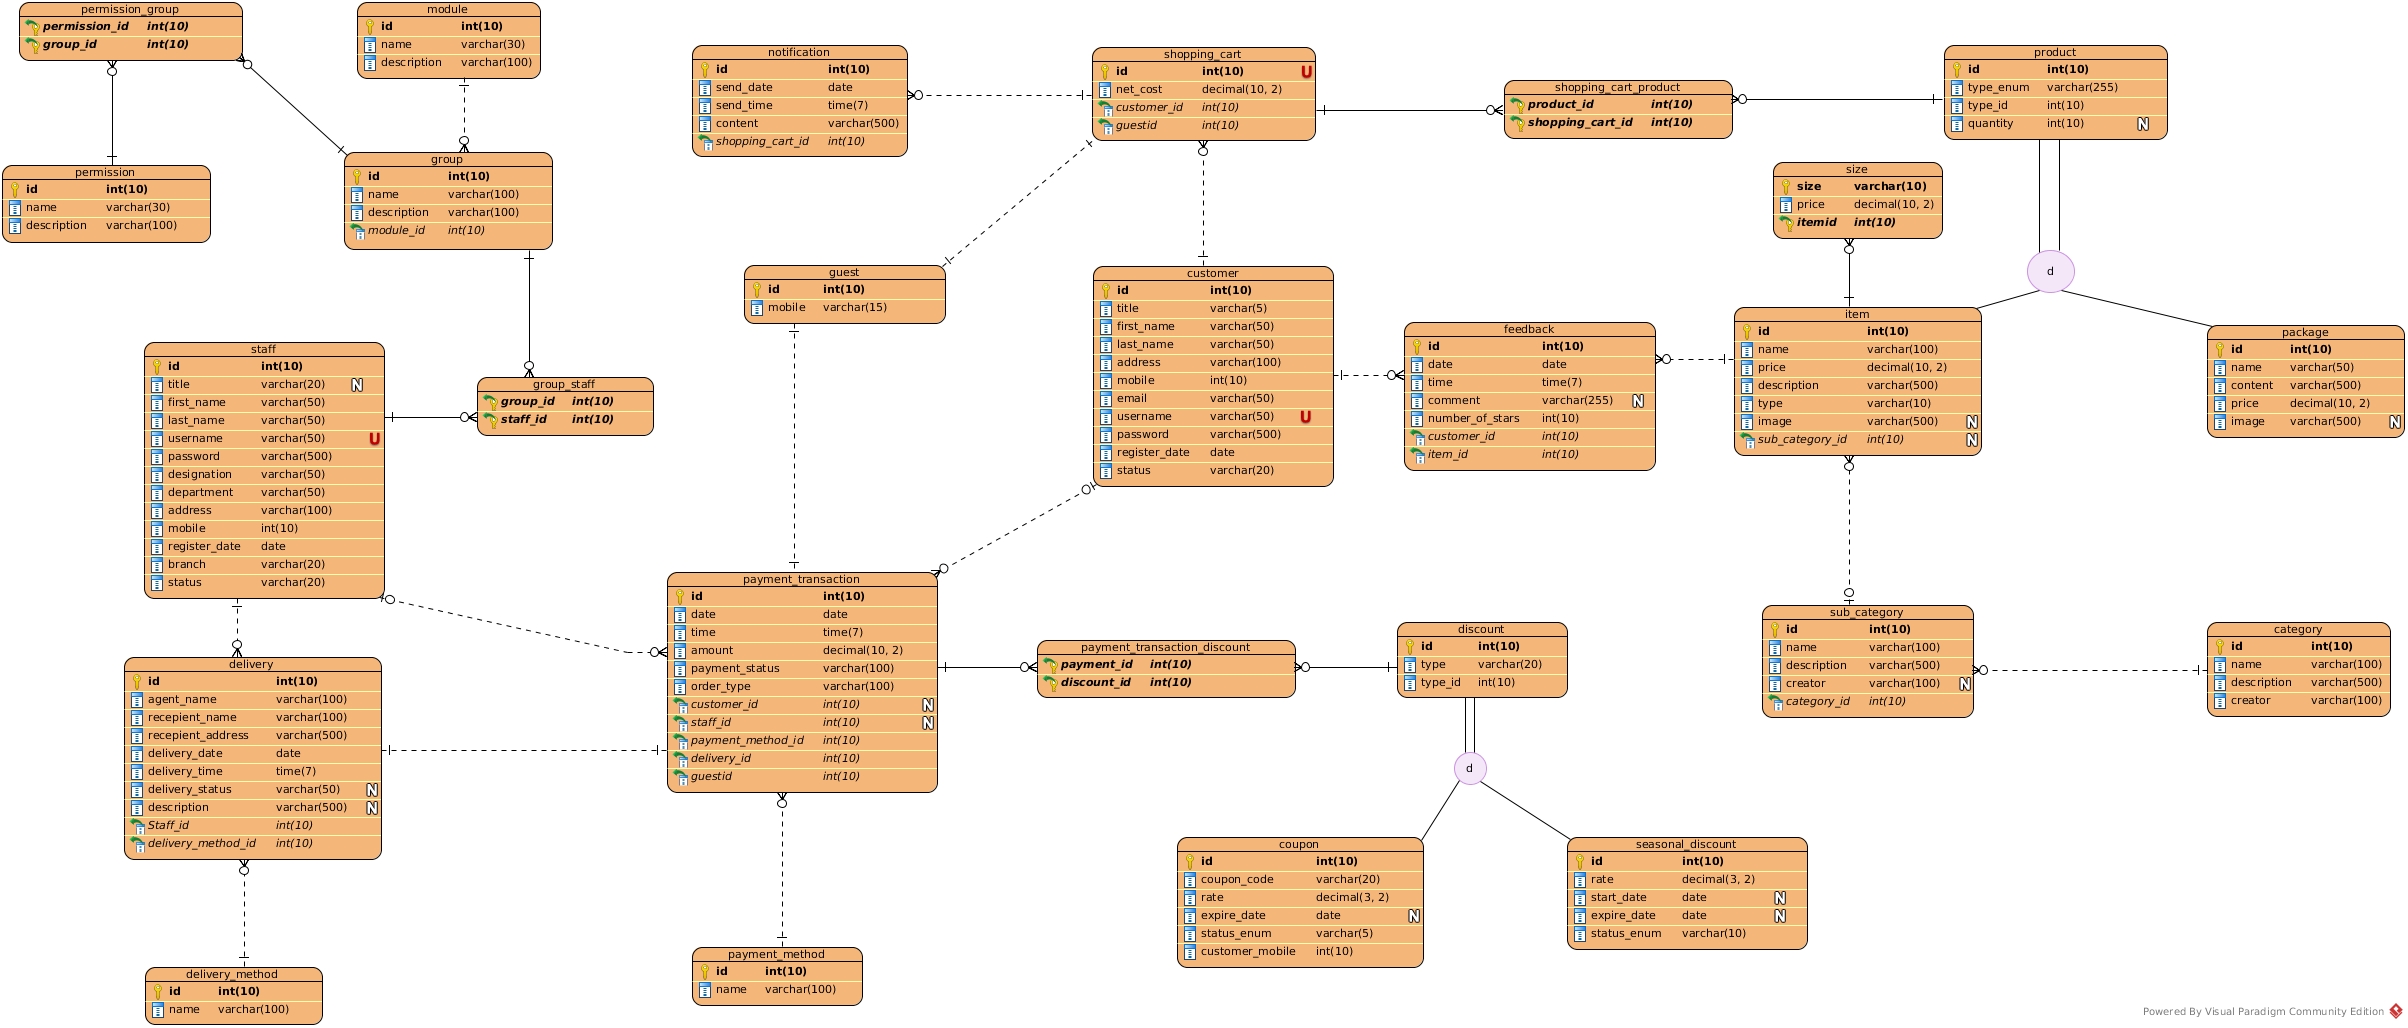 permission_group
permission_id int(10)
group_id int(10)
module
id int(10)
name varchar(30)
description varchar(100)
notification
id int(10)
send_date date
send_time time(7)
content varchar(500)
shopping_cart_id int(10)
shopping_cart
id int(10) U
net_cost decimal(10, 2)
customer_id int(10)
guestid int(10)
shopping_cart_product
product_id int(10)
shopping_cart_id int(10)
product
id int(10)
type_enum varchar(255)
type_id int(10)
quantity int(10) N
permission
id int(10)
name varchar(30)
description varchar(100)
group
id int(10)
name varchar(100)
description varchar(100)
module_id int(10)
size
size varchar(10)
price decimal(10, 2)
itemid int(10)
d
guest
id int(10)
mobile varchar(15)
customer
id int(10)
title varchar(5)
first_name varchar(50)
last_name varchar(50)
address varchar(100)
mobile int(10)
email varchar(50)
username varchar(50) U
password varchar(500)
register_date date
status varchar(20)
feedback
id int(10)
date date
time time(7)
comment varchar(255) N
number_of_stars int(10)
customer_id int(10)
item_id int(10)
item
id int(10)
name varchar(100)
price decimal(10, 2)
description varchar(500)
type varchar(10)
image varchar(500) N
sub_category_id int(10) N
package
id int(10)
name varchar(50)
content varchar(500)
price decimal(10, 2)
image varchar(500) N
staff
id int(10)
title varchar(20) N
first_name varchar(50)
last_name varchar(50)
username varchar(50) U
password varchar(500)
designation varchar(50)
department varchar(50)
address varchar(100)
mobile int(10)
register_date date
branch varchar(20)
status varchar(20)
group_staff
group_id int(10)
staff_id int(10)
payment_transaction
id int(10)
date date
time time(7)
amount decimal(10, 2)
payment_status varchar(100)
order_type varchar(100)
customer_id int(10) N
staff_id int(10) N
payment_method_id int(10)
delivery_id int(10)
guestid int(10)
payment_transaction_discount
payment_id int(10)
discount_id int(10)
discount
id int(10)
type varchar(20)
type_id int(10)
sub_category
id int(10)
name varchar(100)
description varchar(500)
creator varchar(100) N
category_id int(10)
category
id int(10)
name varchar(100)
description varchar(500)
creator varchar(100)
delivery
id int(10)
agent_name varchar(100)
recepient_name varchar(100)
recepient_address varchar(500)
delivery_date date
delivery_time time(7)
delivery_status varchar(50) N
description varchar(500) N
Staff_id int(10)
delivery_method_id int(10)
d
coupon
id int(10)
coupon_code varchar(20)
rate decimal(3, 2)
expire_date date N
status_enum varchar(5)
customer_mobile int(10)
seasonal_discount
id int(10)
rate decimal(3, 2)
start_date date N
expire_date date N
status_enum varchar(10)
delivery_method
id int(10)
name varchar(100)
payment_method
id int(10)
name varchar(100)
Powered By Visual Paradigm Community Edition